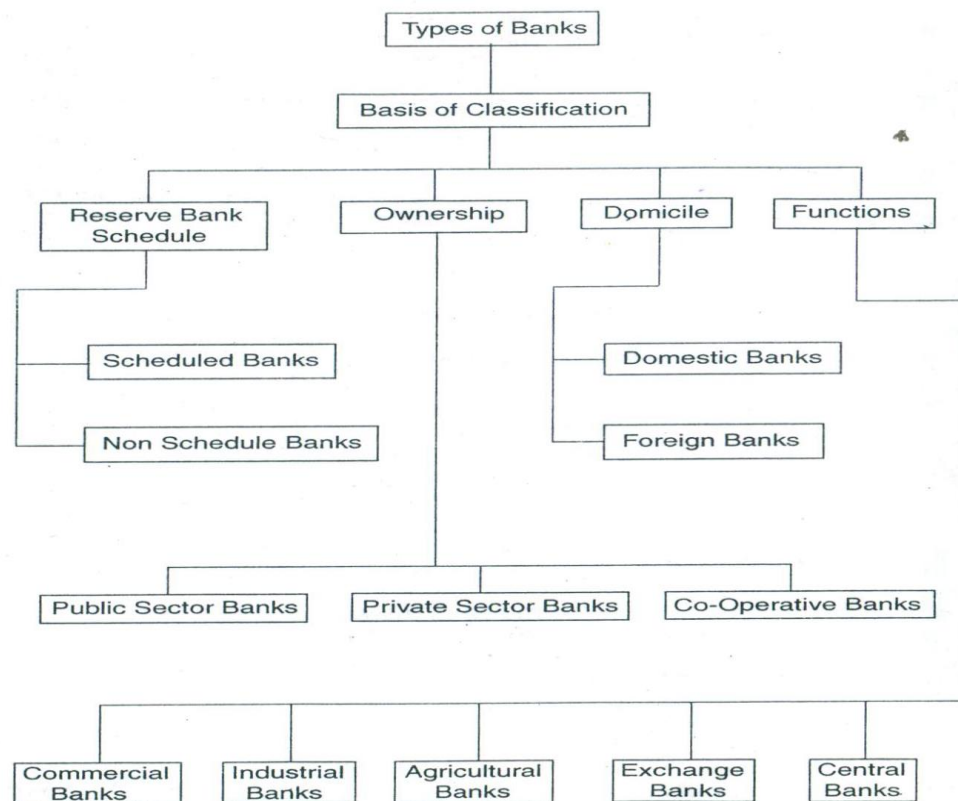 Types of Banks
Basis of Classification
Reserve Bank
Schedule
Ownership
Domicile
Functions
Scheduled Banks
Domestic Banks
Non Schedule Banks
Foreign Banks
Public Sector Banks
Private Sector Banks
Co-Operative Banks
Commercial
Banks
Industrial
Banks
Agricultural
Banks
Exchange
Banks
Central
Banks